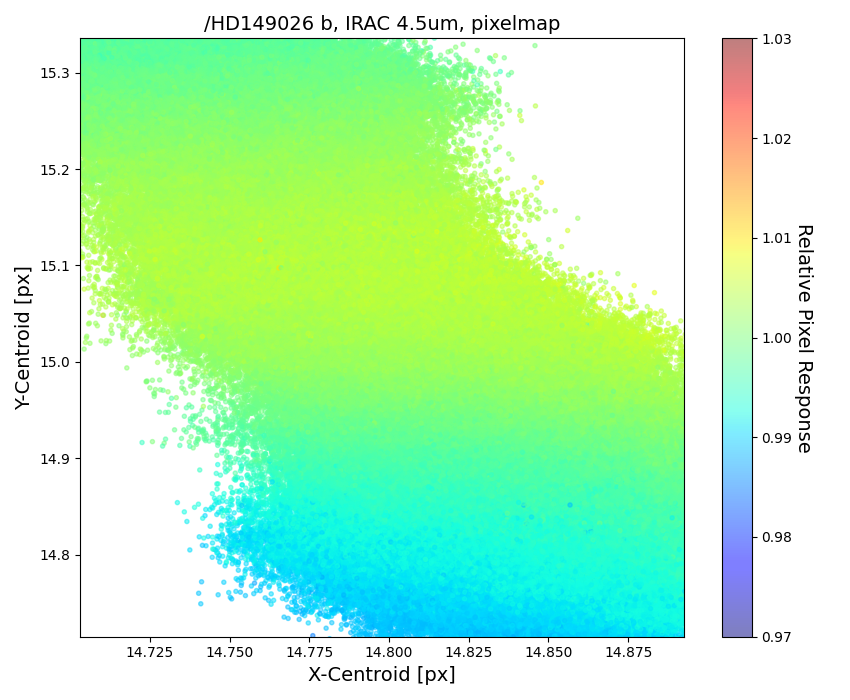 /HD149026 b, IRAC 4.5um, pixelmap
15.3
15.2
15.1
15.0
14.9
14.8
Y-Centroid [px]
14.725 14.750 14.775 14.800 14.825 14.850 14.875
X-Centroid [px]
1.03
1.02
1.01
1.00
0.99
0.98
0.97
Relative Pixel Response